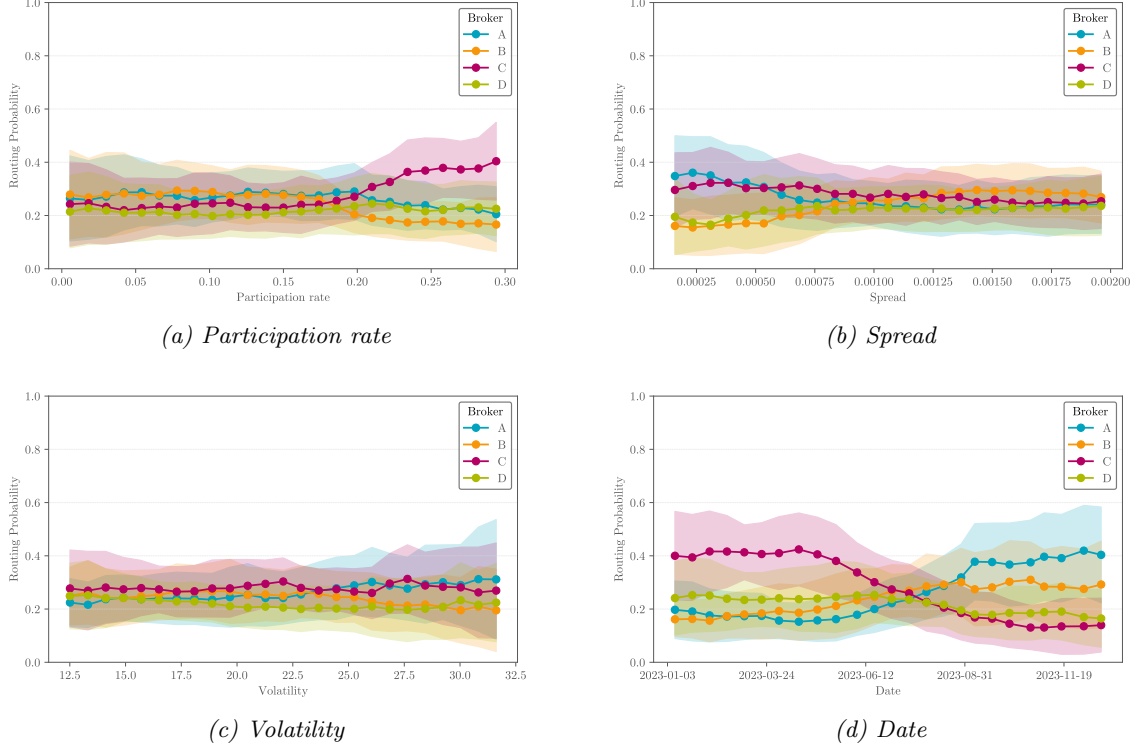 1.0
0.8
0.6
0.4
0.2
0.0
Routing Probability
Broker
A
B
C
D
0.00 0.05 0.10 0.15 0.20 0.25 0.30
Participation rate
(a) Participation rate
1.0
0.8
0.6
0.4
0.2
0.0
Routing Probability
Broker
A
B
C
D
0.00025 0.00050 0.00075 0.00100 0.00125 0.00150 0.00175 0.00200
Spread
(b) Spread
1.0
0.8
0.6
0.4
0.2
0.0
Routing Probability
Broker
A
B
C
D
12.5 15.0 17.5 20.0 22.5 25.0 27.5 30.0 32.5
Volatility
(c) Volatility
1.0
0.8
0.6
0.4
0.2
0.0
Routing Probability
Broker
A
B
C
D
2023-01-03 2023-03-24 2023-06-12 2023-08-31 2023-11-19
Date
(d) Date